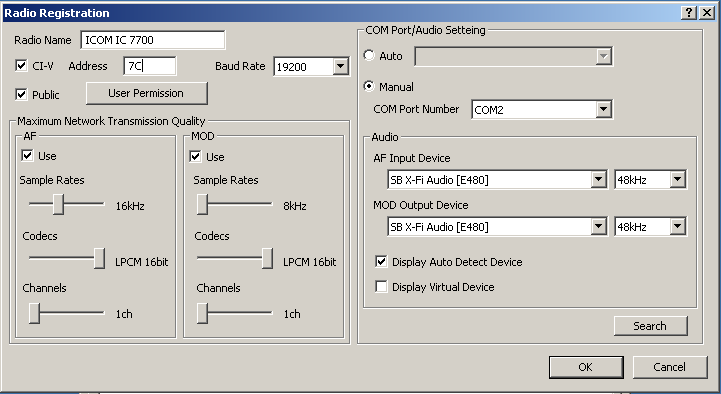 Radio Registration
Radio Name ICOM IC 7700
CI-V Address 7C Baud Rate 19200
Public User Permission
Maximum Network Transmission Quality
AF
Use
Sample Rates
16kHz
Codecs
LPCM 16bit
Channels
1ch
MOD
Use
Sample Rates
8kHz
Codecs
LPCM 16bit
Channels
1ch
COM Port/Audio Setteing
Auto
Manual
COM Port Number COM2
Audio
AF Input Device
SB X-Fi Audio [E480] 48kHz
MOD Output Device
SB X-Fi Audio [E480] 48kHz
Display Auto Detect Device
Display Virtual Device
Search
OK Cancel